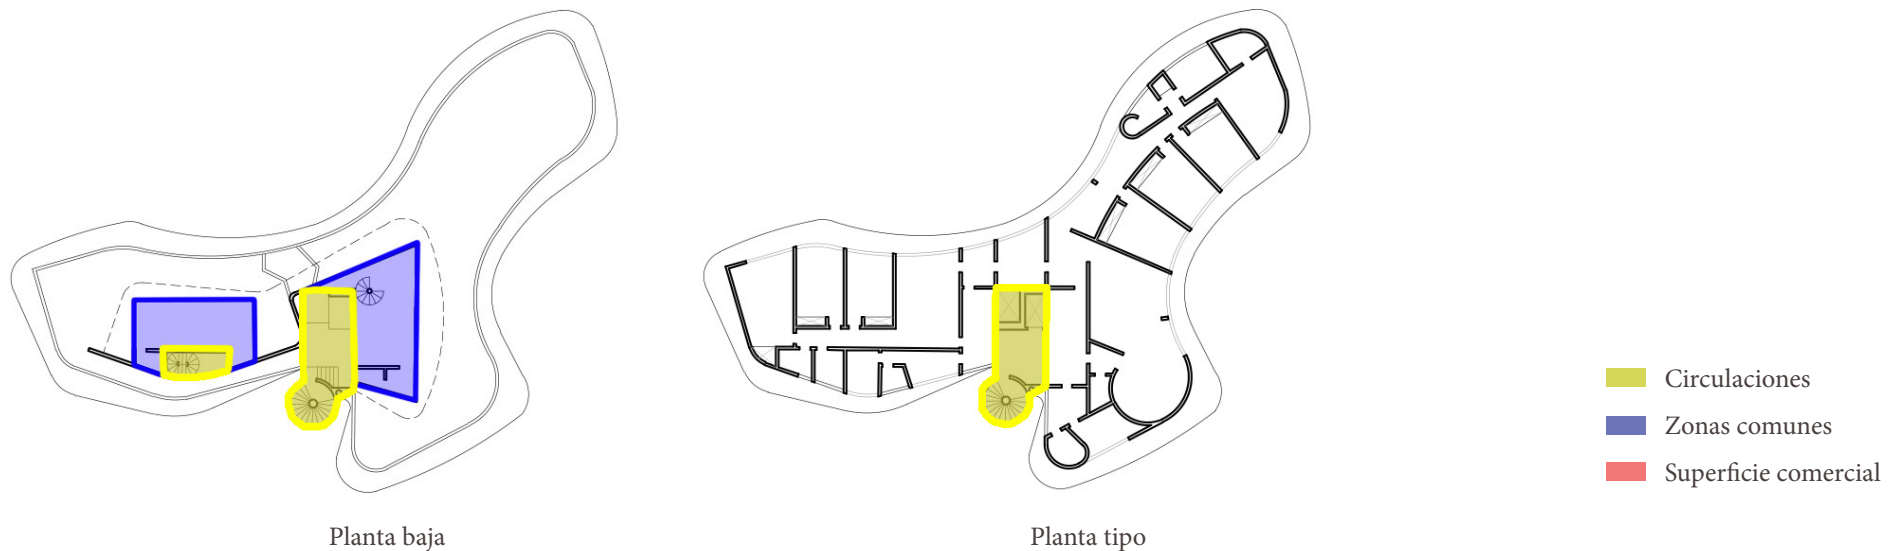 Circulaciones
Zonas comunes
Superficie comercial
Planta baja
Planta tipo